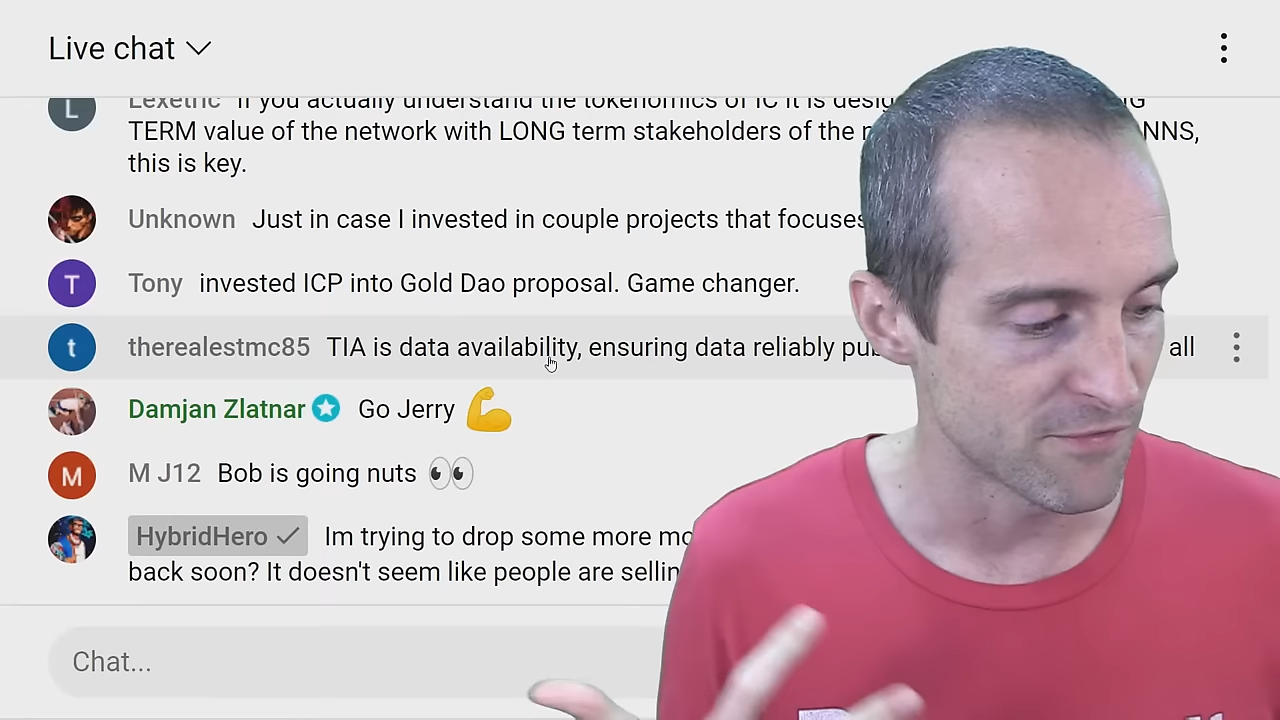 Live chat
L Lexetric If you actually understand the tokenomics of IC it is
TERM value of the network with LONG term stakeholders of the NNS,
this is key.
Unknown Just in case I invested in couple projects that focuses
T Tony invested ICP into Gold Dao proposal. Game changer.
t therealestmc85 TIA is data availability, ensuring data reliably all
Damjan Zlatnar Go Jerry 💪
M M J12 Bob is going nuts 👀
HybridHero ✓ Im trying to drop some more
back soon? It doesn't seem like people are
Chat...